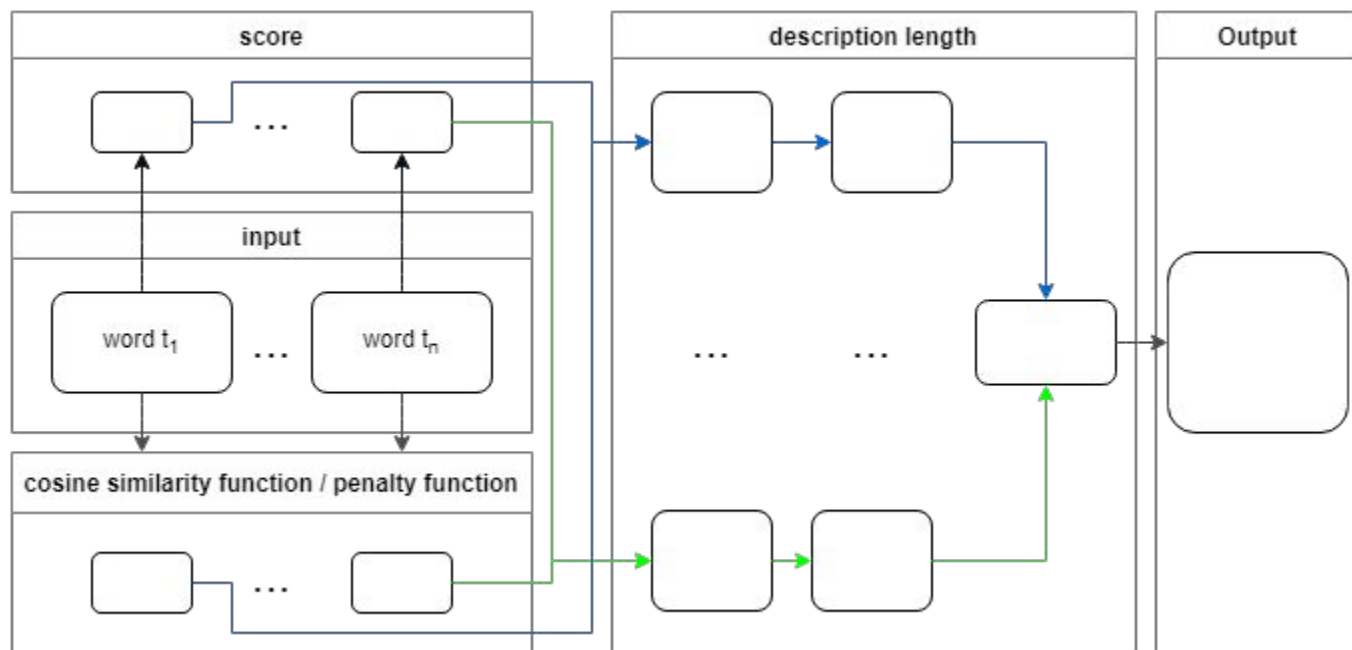 score
description length
Output
...
input
word t₁
...
word tₙ
...
...
cosine similarity function / penalty function
...